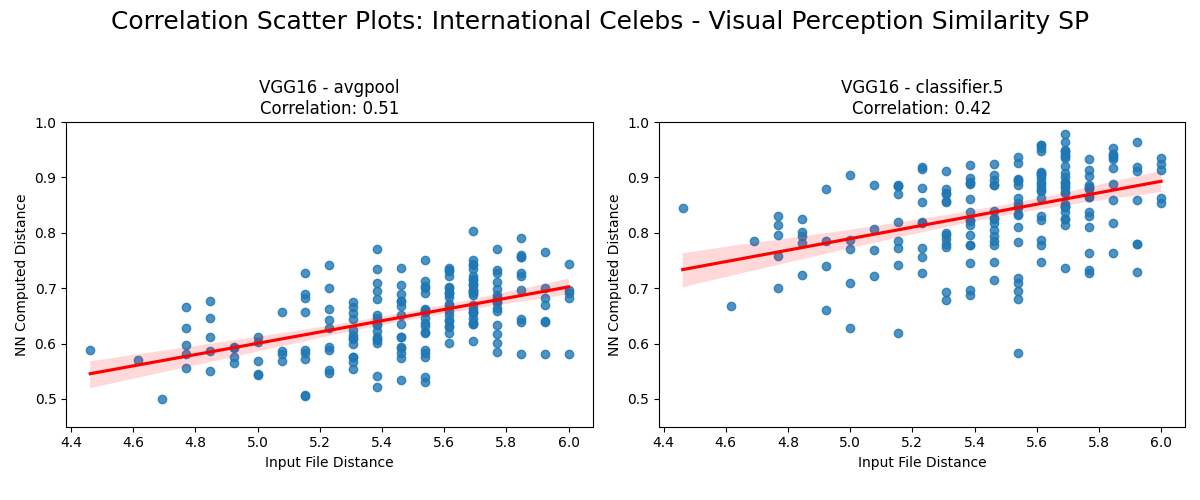 Correlation Scatter Plots: International Celebs - Visual Perception Similarity SP
VGG16 - avgpool
Correlation: 0.51
NN Computed Distance
1.0
0.9
0.8
0.7
0.6
0.5
4.4 4.6 4.8 5.0 5.2 5.4 5.6 5.8 6.0
Input File Distance
VGG16 - classifier.5
Correlation: 0.42
NN Computed Distance
1.0
0.9
0.8
0.7
0.6
0.5
4.4 4.6 4.8 5.0 5.2 5.4 5.6 5.8 6.0
Input File Distance